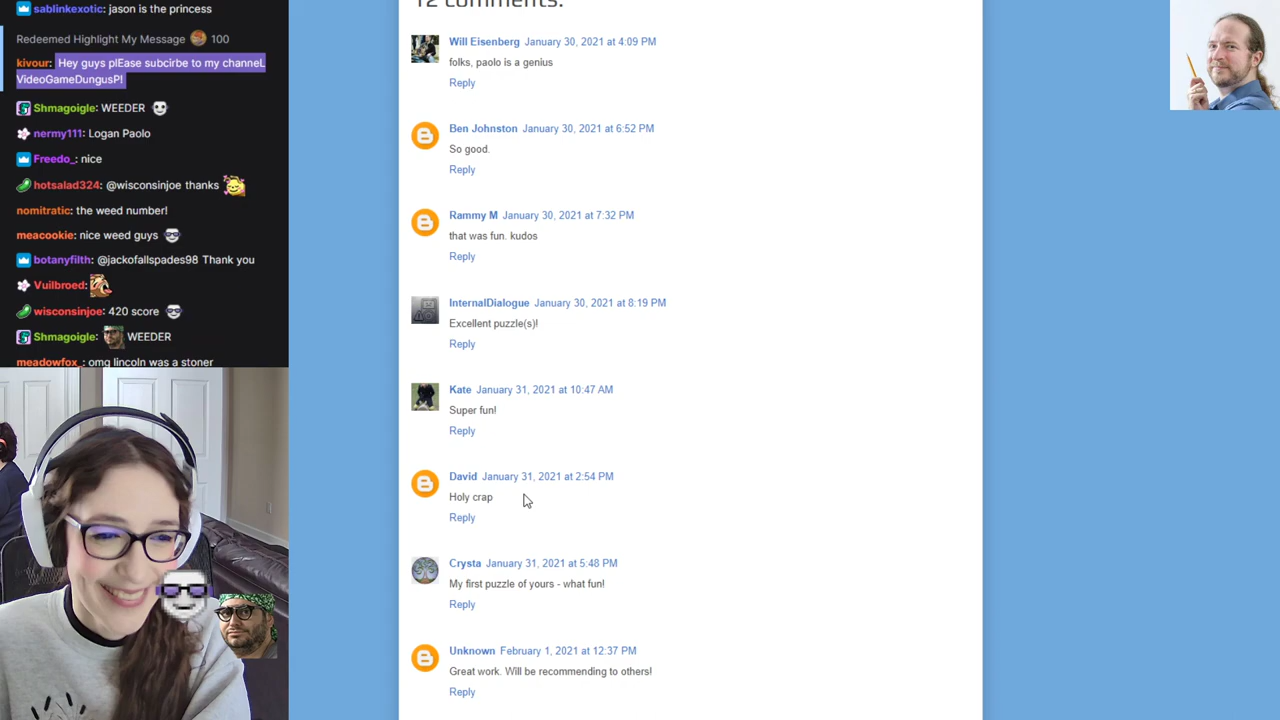 sablinkexotic: jason is the princess
Redeemed Highlight My Message 100
kivour: Hey guys plEase subcirbe to my channeL
VideoGameDungusP!
Shmagoigle: WEEDER
nermy111: Logan Paolo
Freedo_: nice
hotsalad324: @wisconsinjoe thanks
nomitratic: the weed number!
meacookie: nice weed guys
botanyfilth: @jackofallspades98 Thank you
Vuilbroed:
wisconsinjoe: 420 score
Shmagoigle: WEEDER
meadowfox_: omg lincoln was a stoner
12 comments:
Will Eisenberg January 30, 2021 at 4:09 PM
folks, paolo is a genius
Reply
Ben Johnston January 30, 2021 at 6:52 PM
So good.
Reply
Rammy M January 30, 2021 at 7:32 PM
that was fun. kudos
Reply
InternalDialogue January 30, 2021 at 8:19 PM
Excellent puzzle(s)!
Reply
Kate January 31, 2021 at 10:47 AM
Super fun!
Reply
David January 31, 2021 at 2:54 PM
Holy crap
Reply
Crysta January 31, 2021 at 5:48 PM
My first puzzle of yours - what fun!
Reply
Unknown February 1, 2021 at 12:37 PM
Great work. Will be recommending to others!
Reply